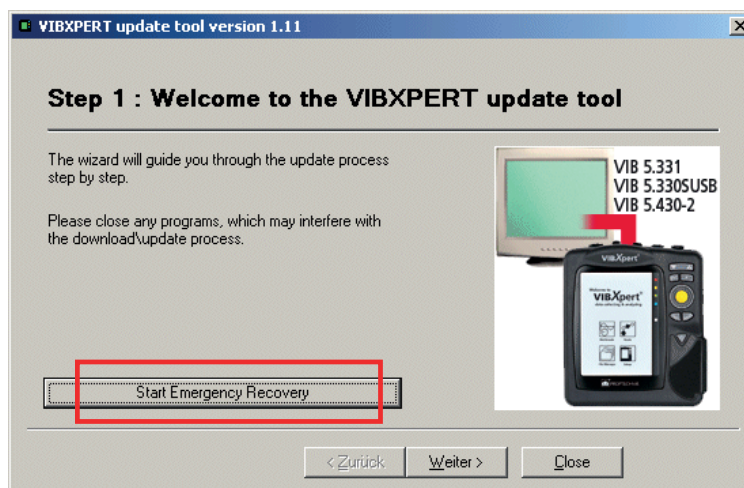 VIBXPERT update tool version 1.11
Step 1 : Welcome to the VIBXPERT update tool
The wizard will guide you through the update process
step by step.
Please close any programs, which may interfere with
the download\update process.
VIB 5.331
VIB 5.330SUSB
VIB 5.430-2
VIBXpert
Welcome to
VIBXpert
Start Emergency Recovery
< Zurück
Weiter >
Close